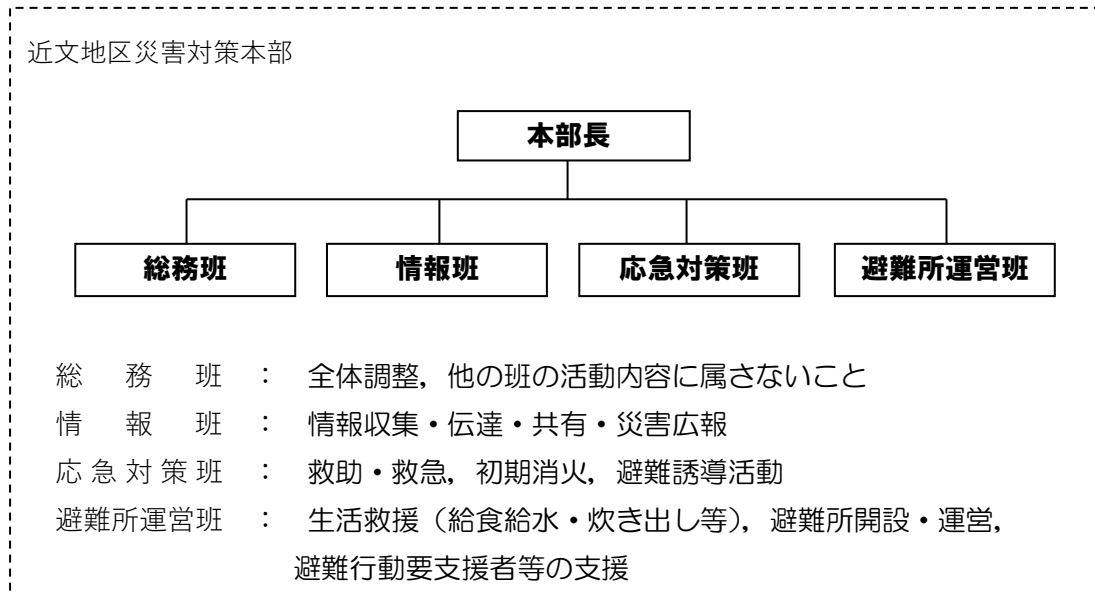 近文地区災害対策本部
本部長
総務班 情報班 応急対策班 避難所運営班
総務班 : 全体調整,他の班の活動内容に属さないこと
情報班 : 情報収集・伝達・共有・災害広報
応急対策班 : 救助・救急,初期消火,避難誘導活動
避難所運営班 : 生活救援(給食給水・炊き出し等),避難所開設・運営,
避難行動要支援者等の支援